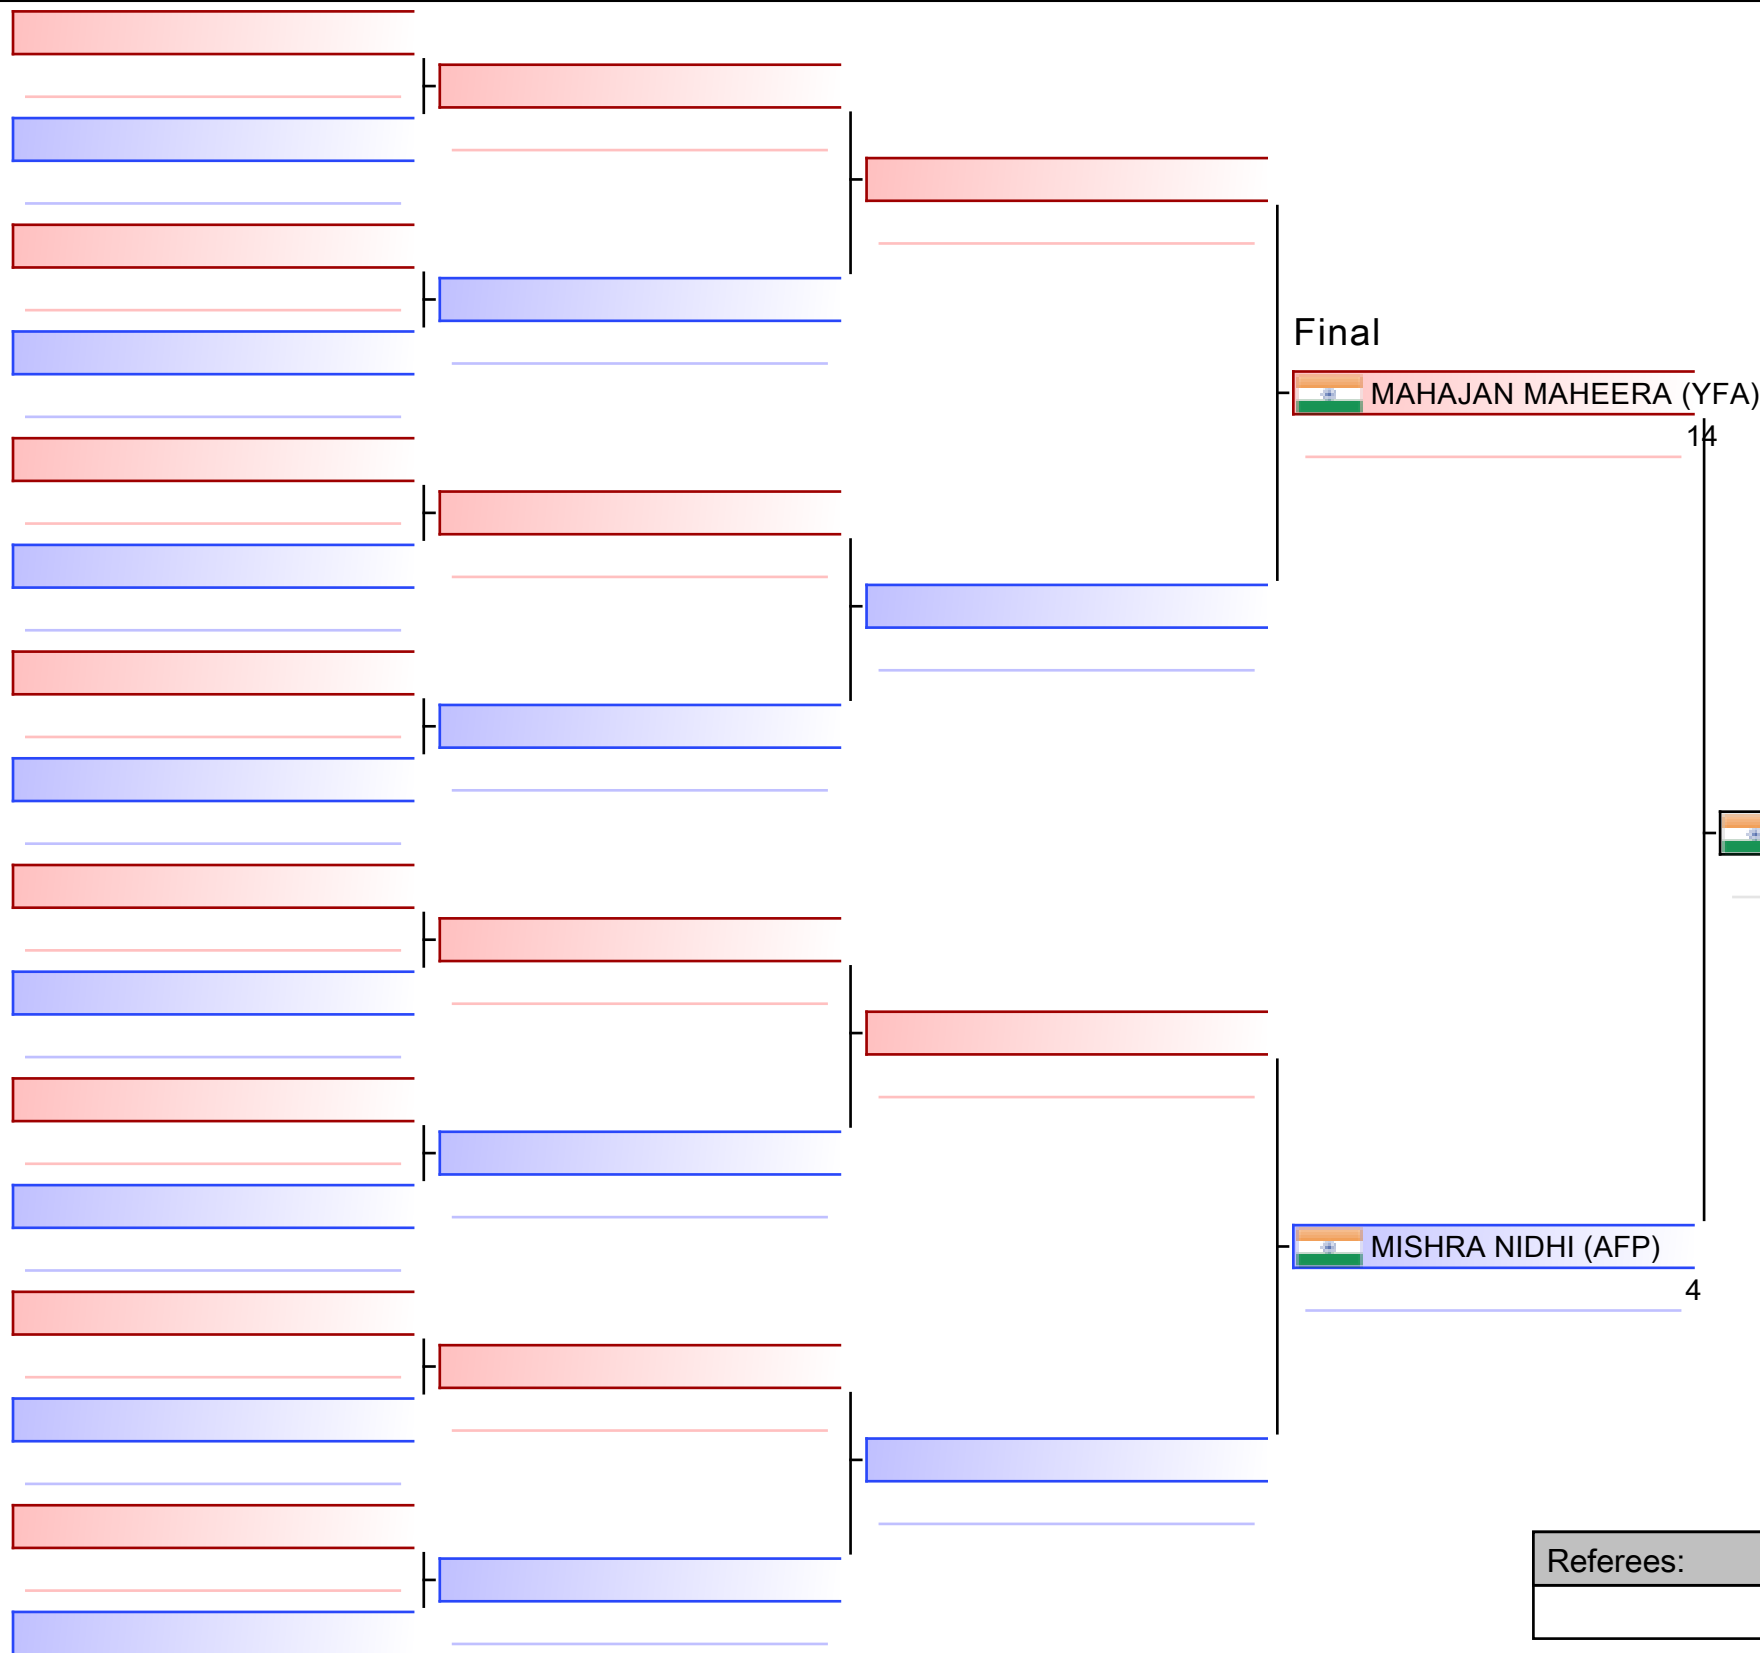 Final
MAHAJAN MAHEERA (YFA)
14
MISHRA NIDHI (AFP)
4
Referees: